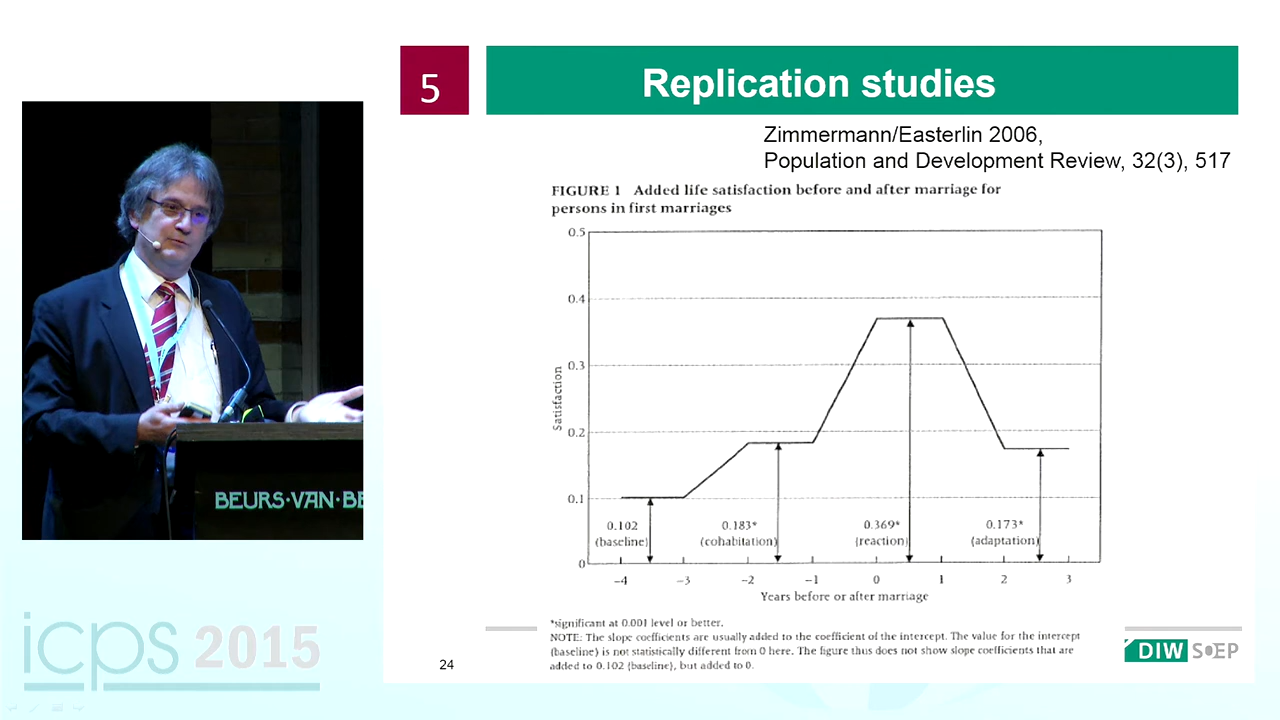 5
Replication studies
Zimmermann/Easterlin 2006,
Population and Development Review, 32(3), 517
FIGURE 1 Added life satisfaction before and after marriage for
persons in first marriages
0.5
0.4
0.3
0.2
0.1
0
Satisfaction
0.102
(baseline)
0.183*
(cohabitation)
0.369*
(reaction)
0.173*
(adaptation)
−4 −3 −2 −1 0 1 2 3
Years before or after marriage
*significant at 0.001 level or better.
NOTE: The slope coefficients are usually added to the coefficient of the intercept. The value for the intercept
(baseline) is not statistically different from 0 here. The figure thus does not show slope coefficients that are
added to 0.102 (baseline), but added to 0.
24
DIW SOEP
BEURS·VAN·BE
icps 2015